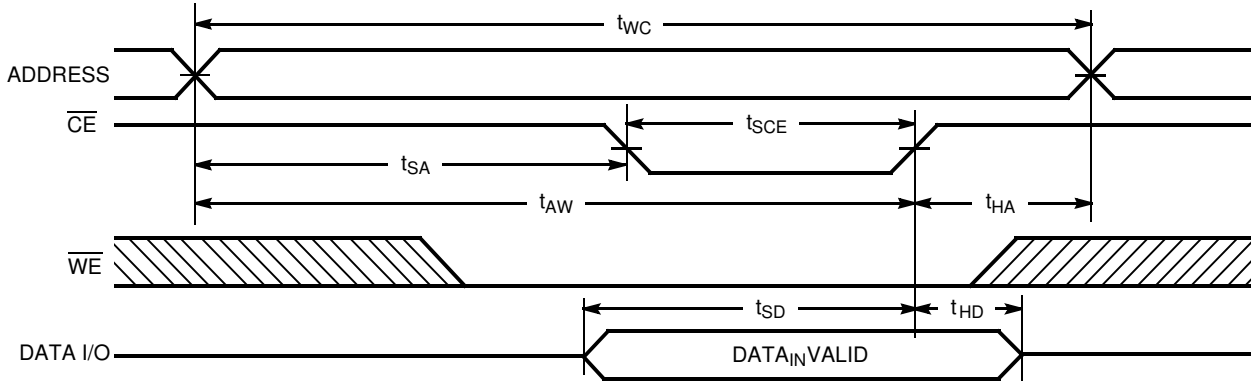 tWC
ADDRESS
CE
tSCE
tSA
tAW
tHA
WE
tSD
tHD
DATA I/O
DATAINVALID